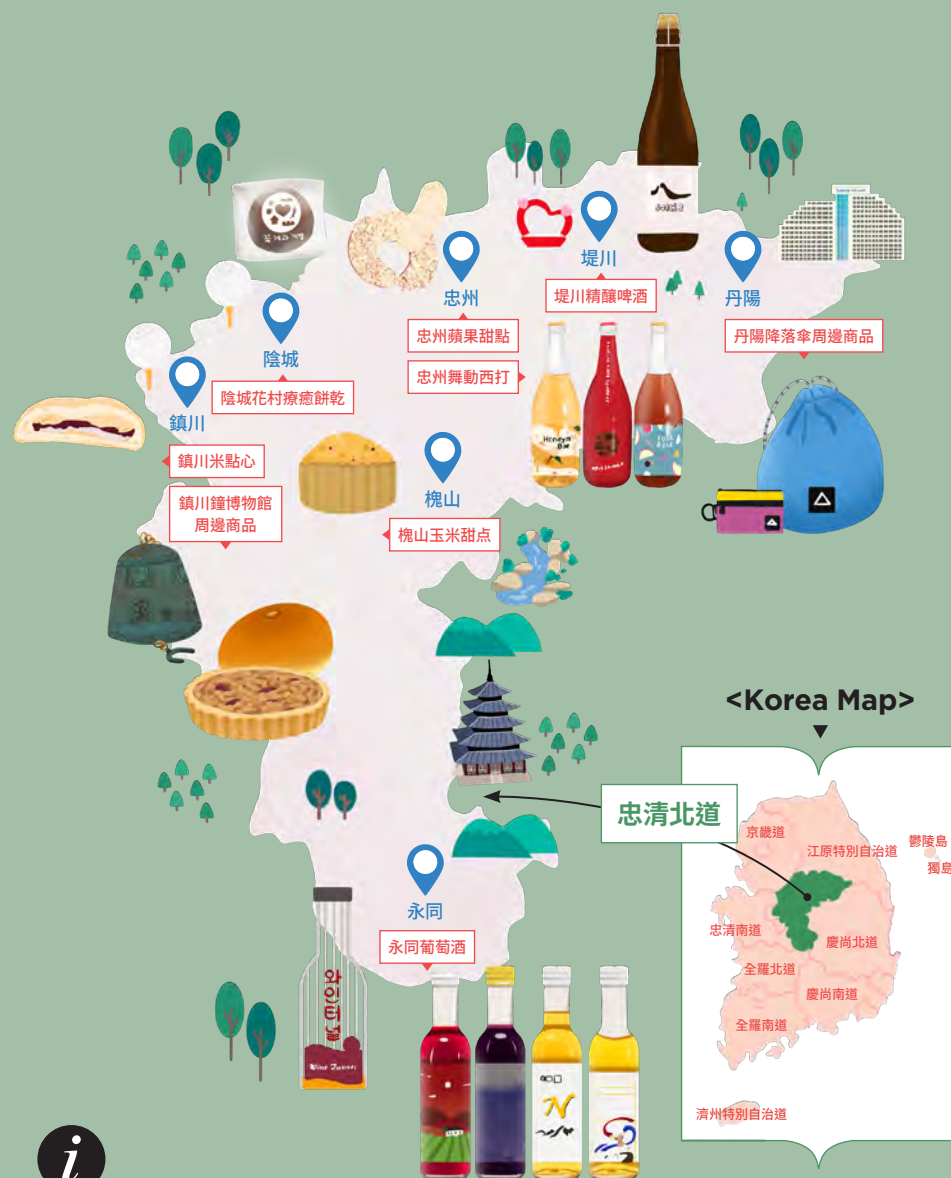 堤川
堤川精釀啤酒
丹陽
丹陽降落傘周邊商品
忠州
忠州蘋果甜點
忠州舞動西打
陰城
陰城花村療癒餅乾
鎮川
鎮川米點心
鎮川鐘博物館
周邊商品
槐山
槐山玉米甜点
永同
永同葡萄酒
와인터널
Wine Tunnel
N
<Korea Map>
忠清北道
京畿道
江原特別自治道
鬱陵島
獨島
忠清南道
慶尚北道
全羅北道
慶尚南道
全羅南道
濟州特別自治道
i